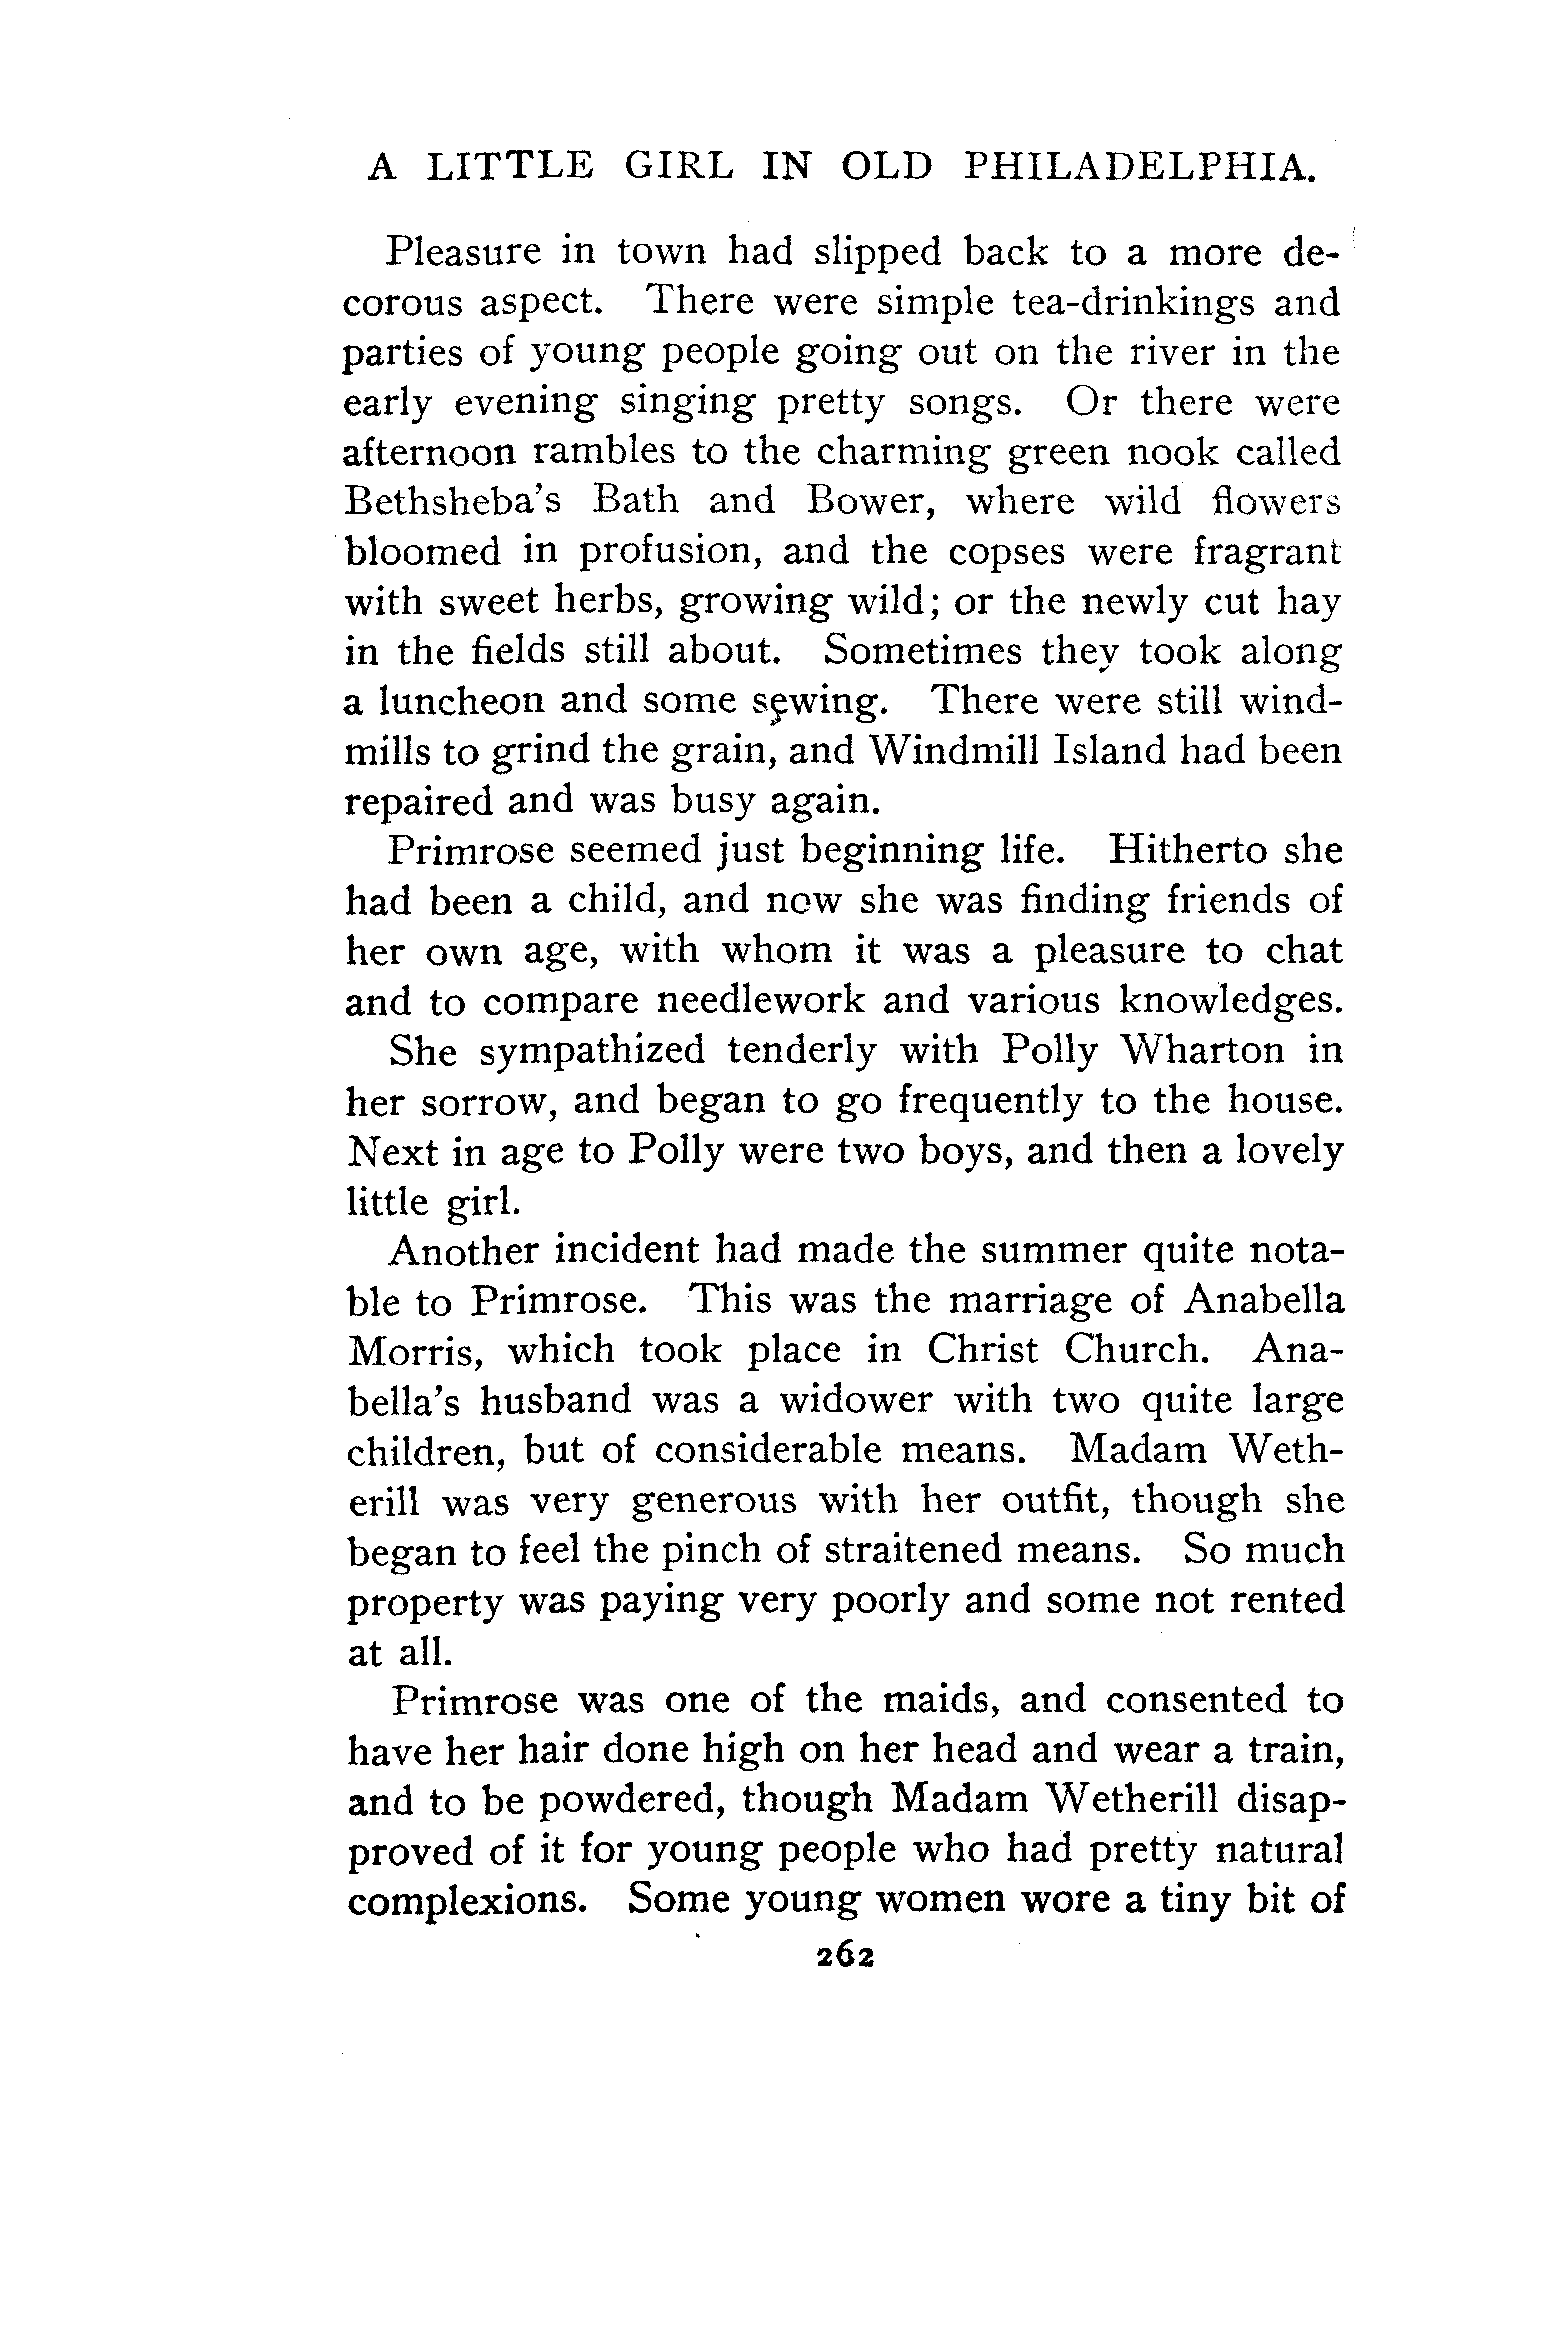 A LITTLE GIRL IN OLD PHILADELPHIA.
Pleasure in town had slipped back to a more de-
corous aspect. There were simple tea-drinkings and
parties of young people going out on the river in the
early evening singing pretty songs. Or there were
afternoon rambles to the charming green nook called
Bethsheba's Bath and Bower, where wild flowers
bloomed in profusion, and the copses were fragrant
with sweet herbs, growing wild; or the newly cut hay
in the fields still about. Sometimes they took along
a luncheon and some sewing. There were still wind-
mills to grind the grain, and Windmill Island had been
repaired and was busy again.
Primrose seemed just beginning life. Hitherto she
had been a child, and now she was finding friends of
her own age, with whom it was a pleasure to chat
and to compare needlework and various knowledges.
She sympathized tenderly with Polly Wharton in
her sorrow, and began to go frequently to the house.
Next in age to Polly were two boys, and then a lovely
little girl.
Another incident had made the summer quite nota-
ble to Primrose. This was the marriage of Anabella
Morris, which took place in Christ Church. Ana-
bella's husband was a widower with two quite large
children, but of considerable means. Madam Weth-
erill was very generous with her outfit, though she
began to feel the pinch of straitened means. So much
property was paying very poorly and some not rented
at all.
Primrose was one of the maids, and consented to
have her hair done high on her head and wear a train,
and to be powdered, though Madam Wetherill disap-
proved of it for young people who had pretty natural
complexions. Some young women wore a tiny bit of
262